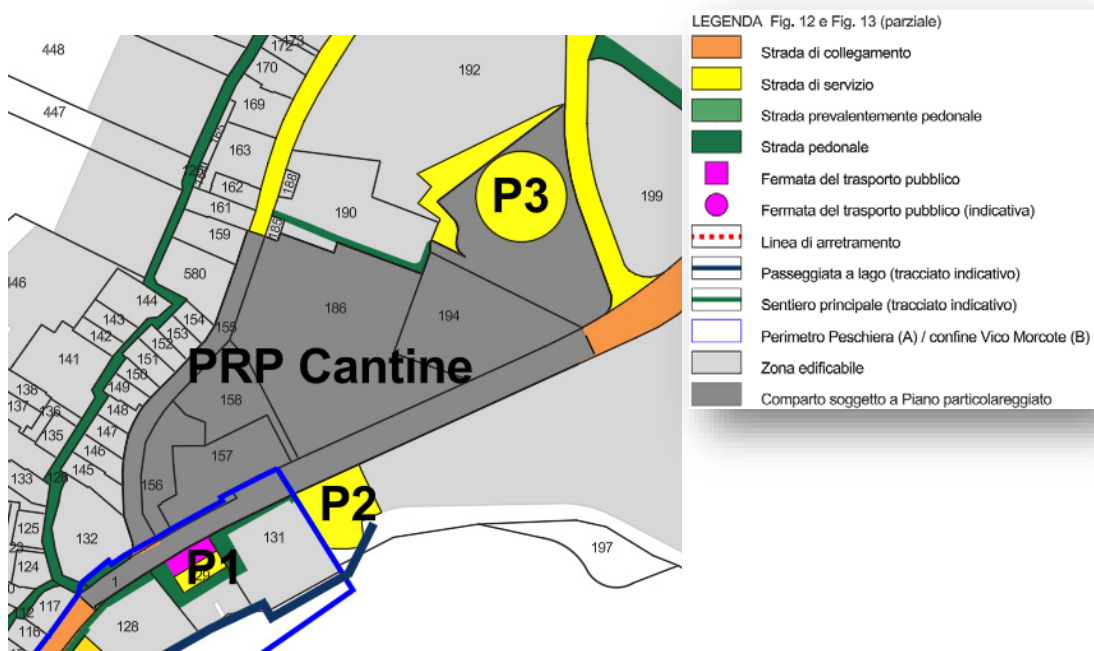 LEGENDA Fig. 12 e Fig. 13 (parziale)
Strada di collegamento
Strada di servizio
Strada prevalentemente pedonale
Strada pedonale
Fermata del trasporto pubblico
Fermata del trasporto pubblico (indicativa)
Linea di arretramento
Passeggiata a lago (tracciato indicativo)
Sentiero principale (tracciato indicativo)
Perimetro Peschiera (A) / confine Vico Morcote (B)
Zona edificabile
Comparto soggetto a Piano particolareggiato
448
172
170
192
447
169
163
162
188
161
190
P3
199
185
159
580
446
144
186
194
143
154
155
142
153
152
141
151
PRP Cantine
150
138
149
158
137
136
148
135
147
157
146
145
133
156
P2
125
132
131
197
124
P1
1
117
116
128